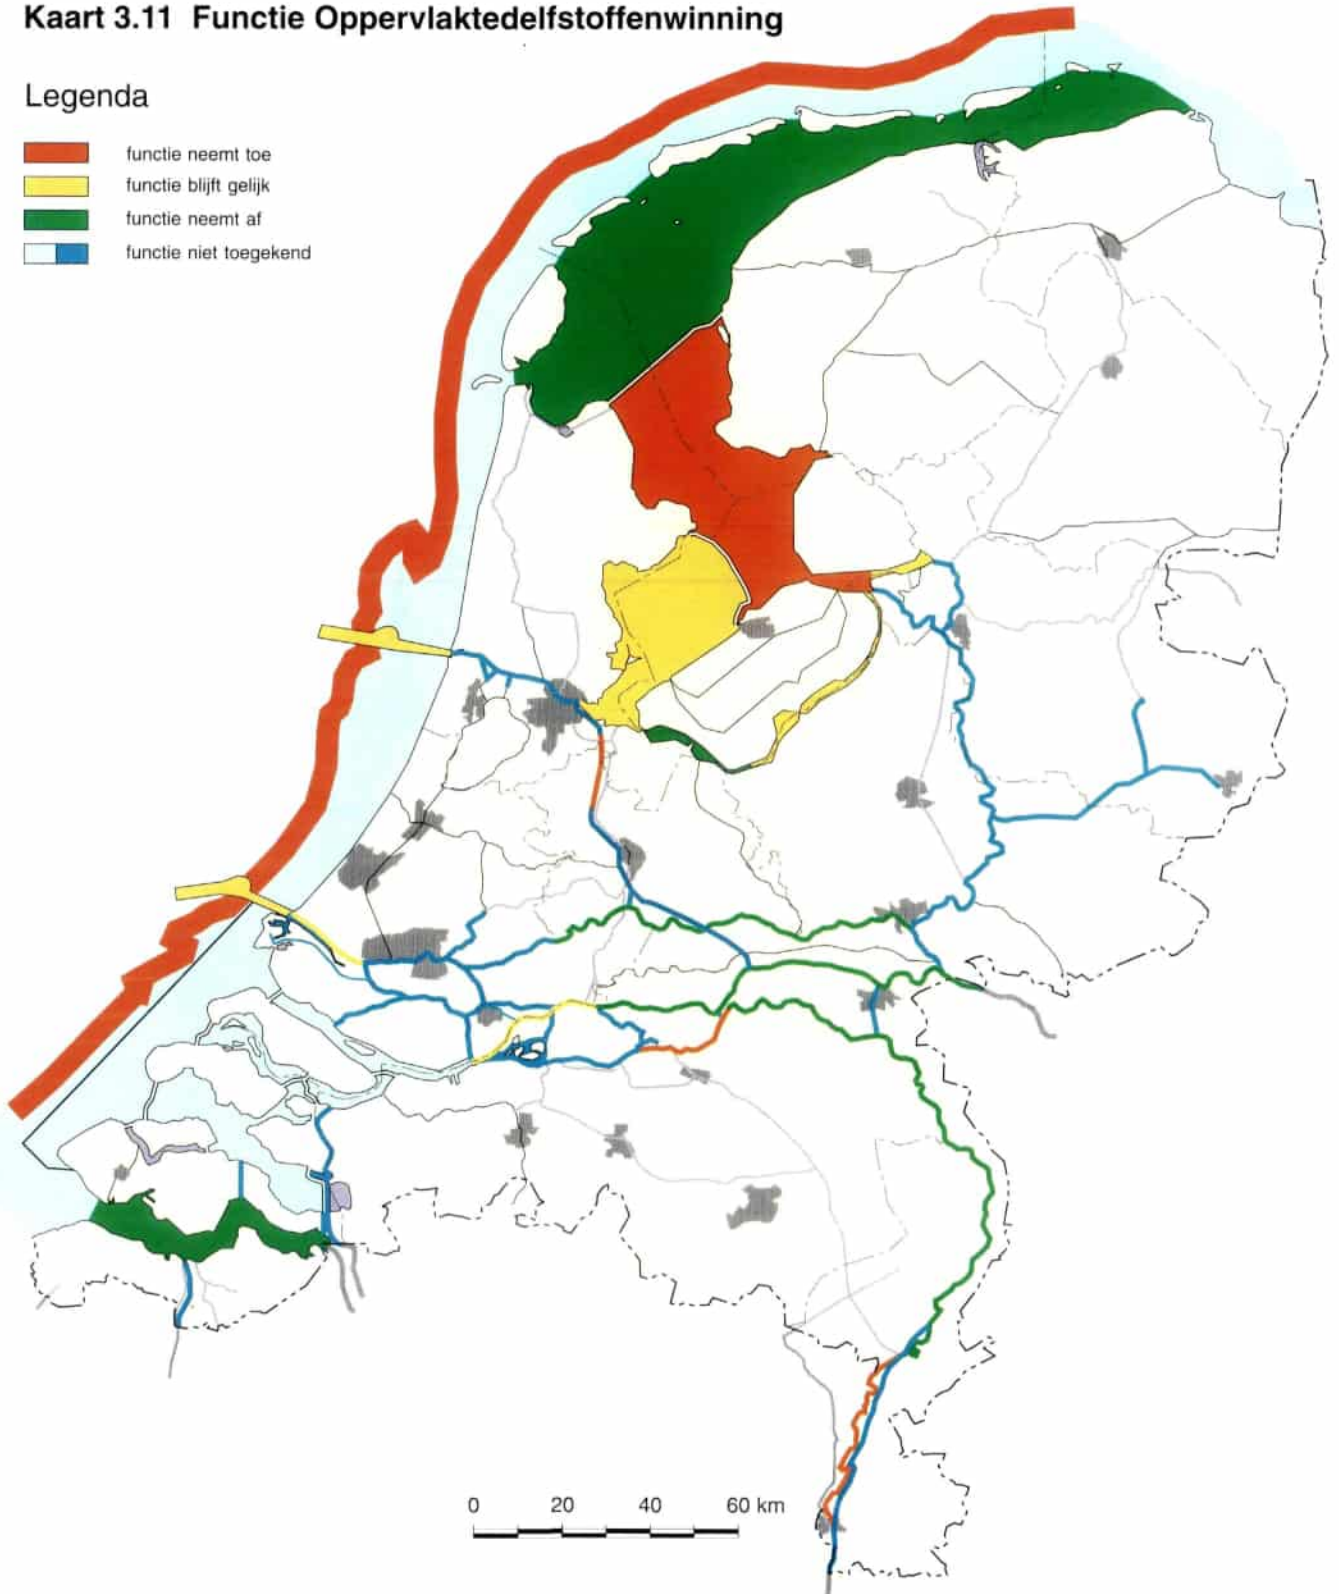 Kaart 3.11 Functie Oppervlaktedelfstoffenwinning
Legenda
functie neemt toe
functie blijft gelijk
functie neemt af
functie niet toegekend
0 20 40 60 km